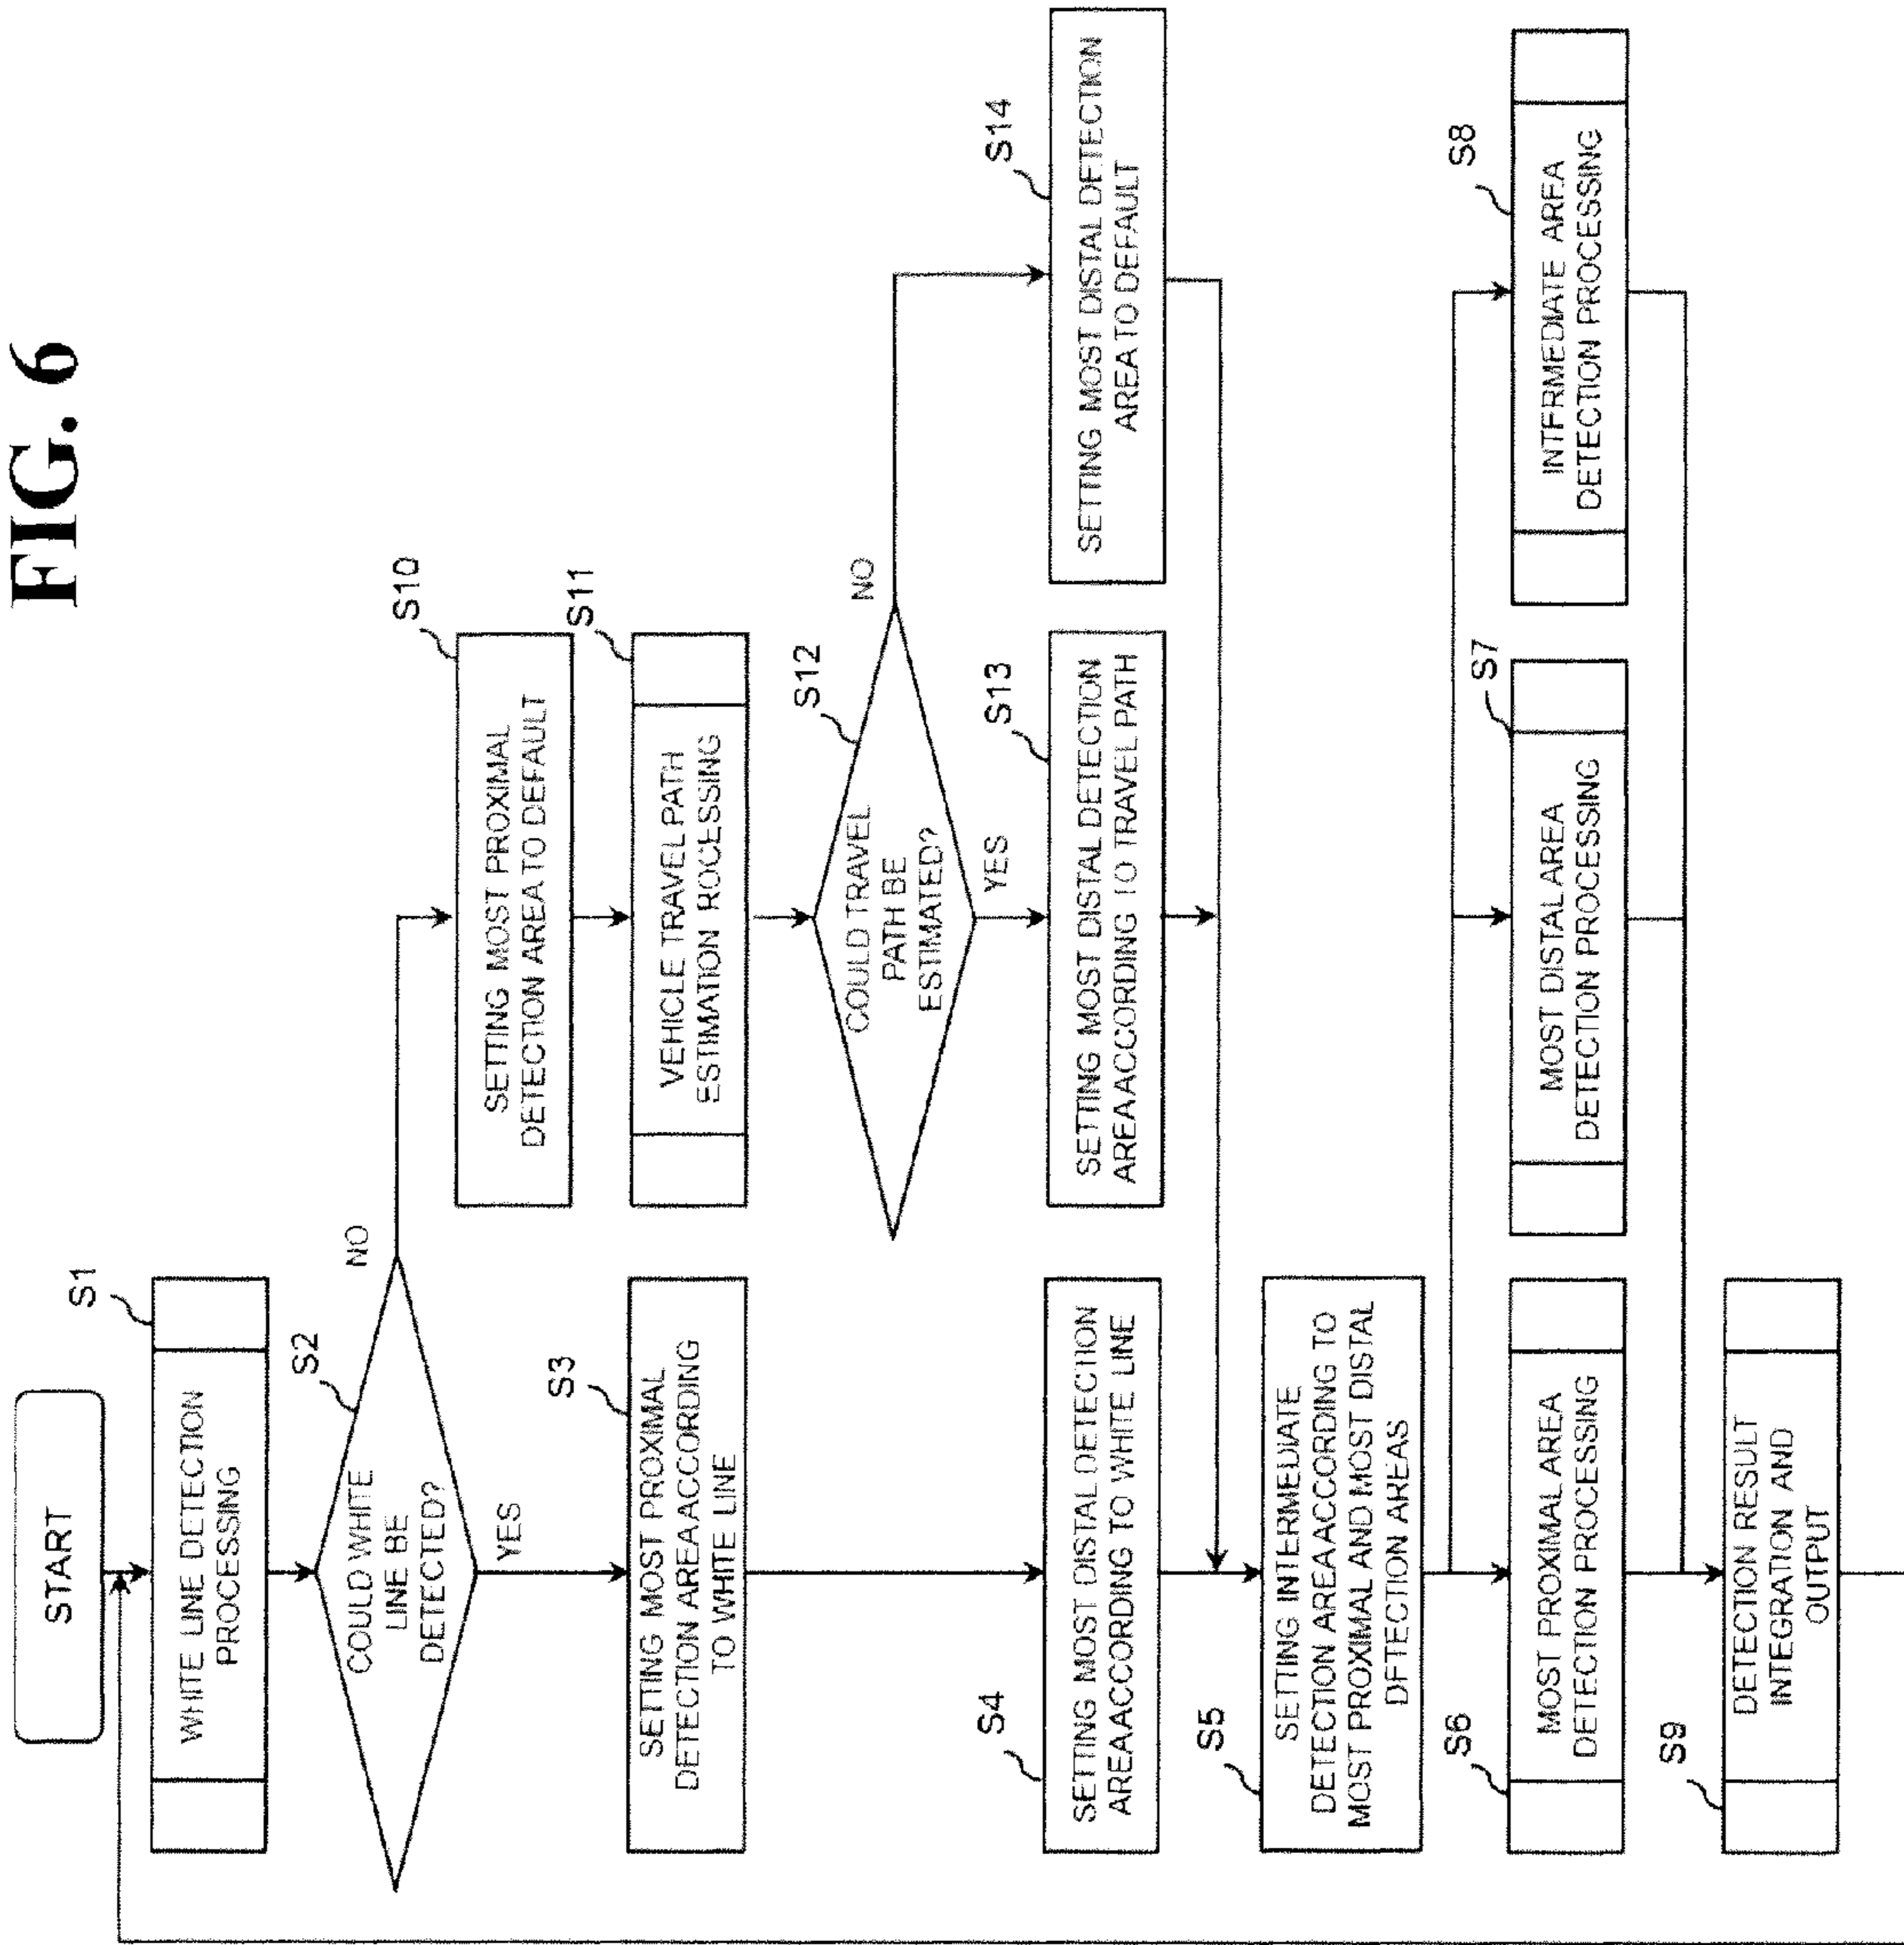 FIG. 6
START
S1
WHITE LINE DETECTION
PROCESSING
S2
COULD WHITE
LINE BE
DETECTED?
NO
YES
S3
SETTING MOST PROXIMAL
DETECTION AREA ACCORDING
TO WHITE LINE
S4
SETTING MOST DISTAL DETECTION
AREA ACCORDING TO WHITE LINE
S10
SETTING MOST PROXIMAL
DETECTION AREA TO DEFAULT
S11
VEHICLE TRAVEL PATH
ESTIMATION ROCESSING
S12
COULD TRAVEL
PATH BE
ESTIMATED?
NO
YES
S13
SETTING MOST DISTAL DETECTION
AREA ACCORDING TO TRAVEL PATH
S14
SETTING MOST DISTAL DETECTION
AREA TO DEFAULT
S5
SETTING INTERMEDIATE
DETECTION AREA ACCORDING TO
MOST PROXIMAL AND MOST DISTAL
DETECTION AREAS
S6
MOST PROXIMAL AREA
DETECTION PROCESSING
S7
MOST DISTAL AREA
DETECTION PROCESSING
S8
INTERMEDIATE AREA
DETECTION PROCESSING
S9
DETECTION RESULT
INTEGRATION AND
OUTPUT